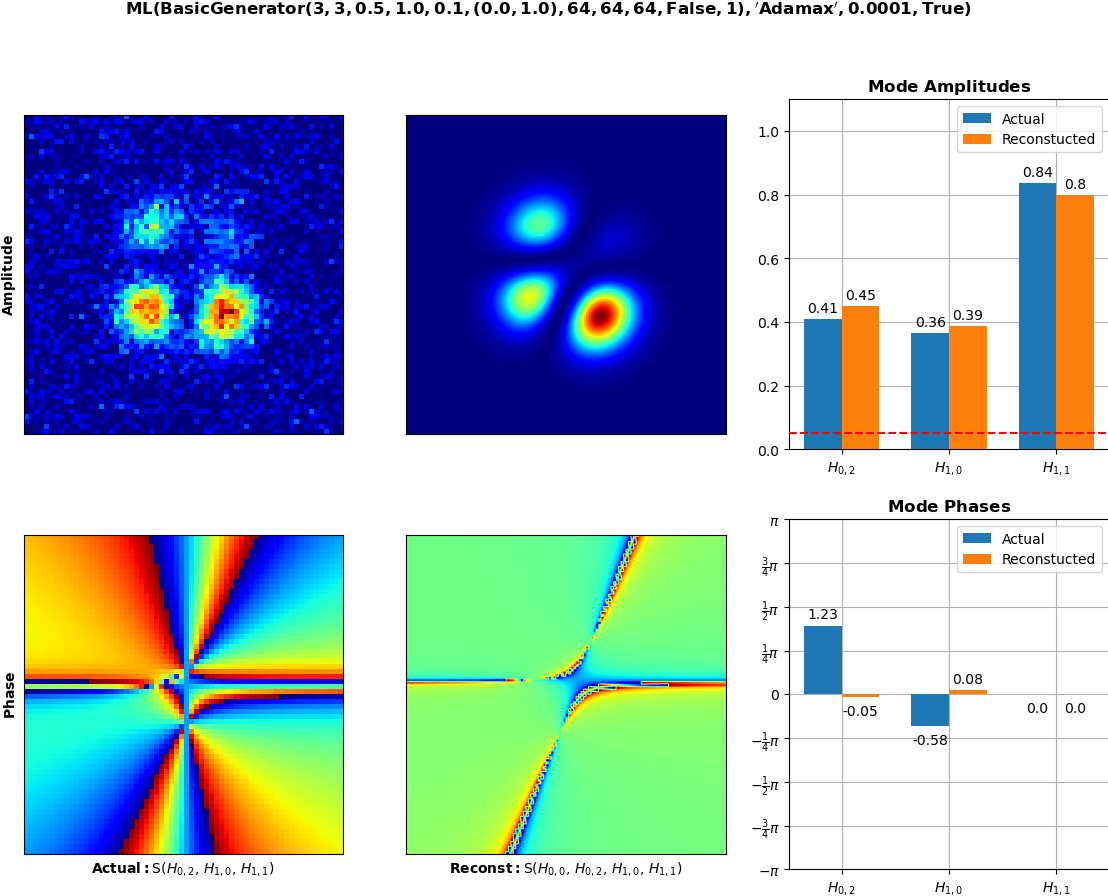 ML(BasicGenerator(3, 3, 0.5, 1.0, 0.1, (0.0, 1.0), 64, 64, 64, False, 1), ′Adamax′, 0.0001, True)
Mode Amplitudes
Amplitude
Actual
Reconstucted
1.0
0.8
0.6
0.4
0.2
0.0
0.41
0.45
0.36
0.39
0.84
0.8
H0, 2
H1, 0
H1, 1
Mode Phases
Phase
Actual
Reconstucted
π
3/4π
1/2π
1/4π
0
−1/4π
−1/2π
−3/4π
−π
1.23
-0.05
-0.58
0.08
0.0
0.0
H0, 2
H1, 0
H1, 1
Actual: S(H0, 2, H1, 0, H1, 1)
Reconst: S(H0, 0, H0, 2, H1, 0, H1, 1)